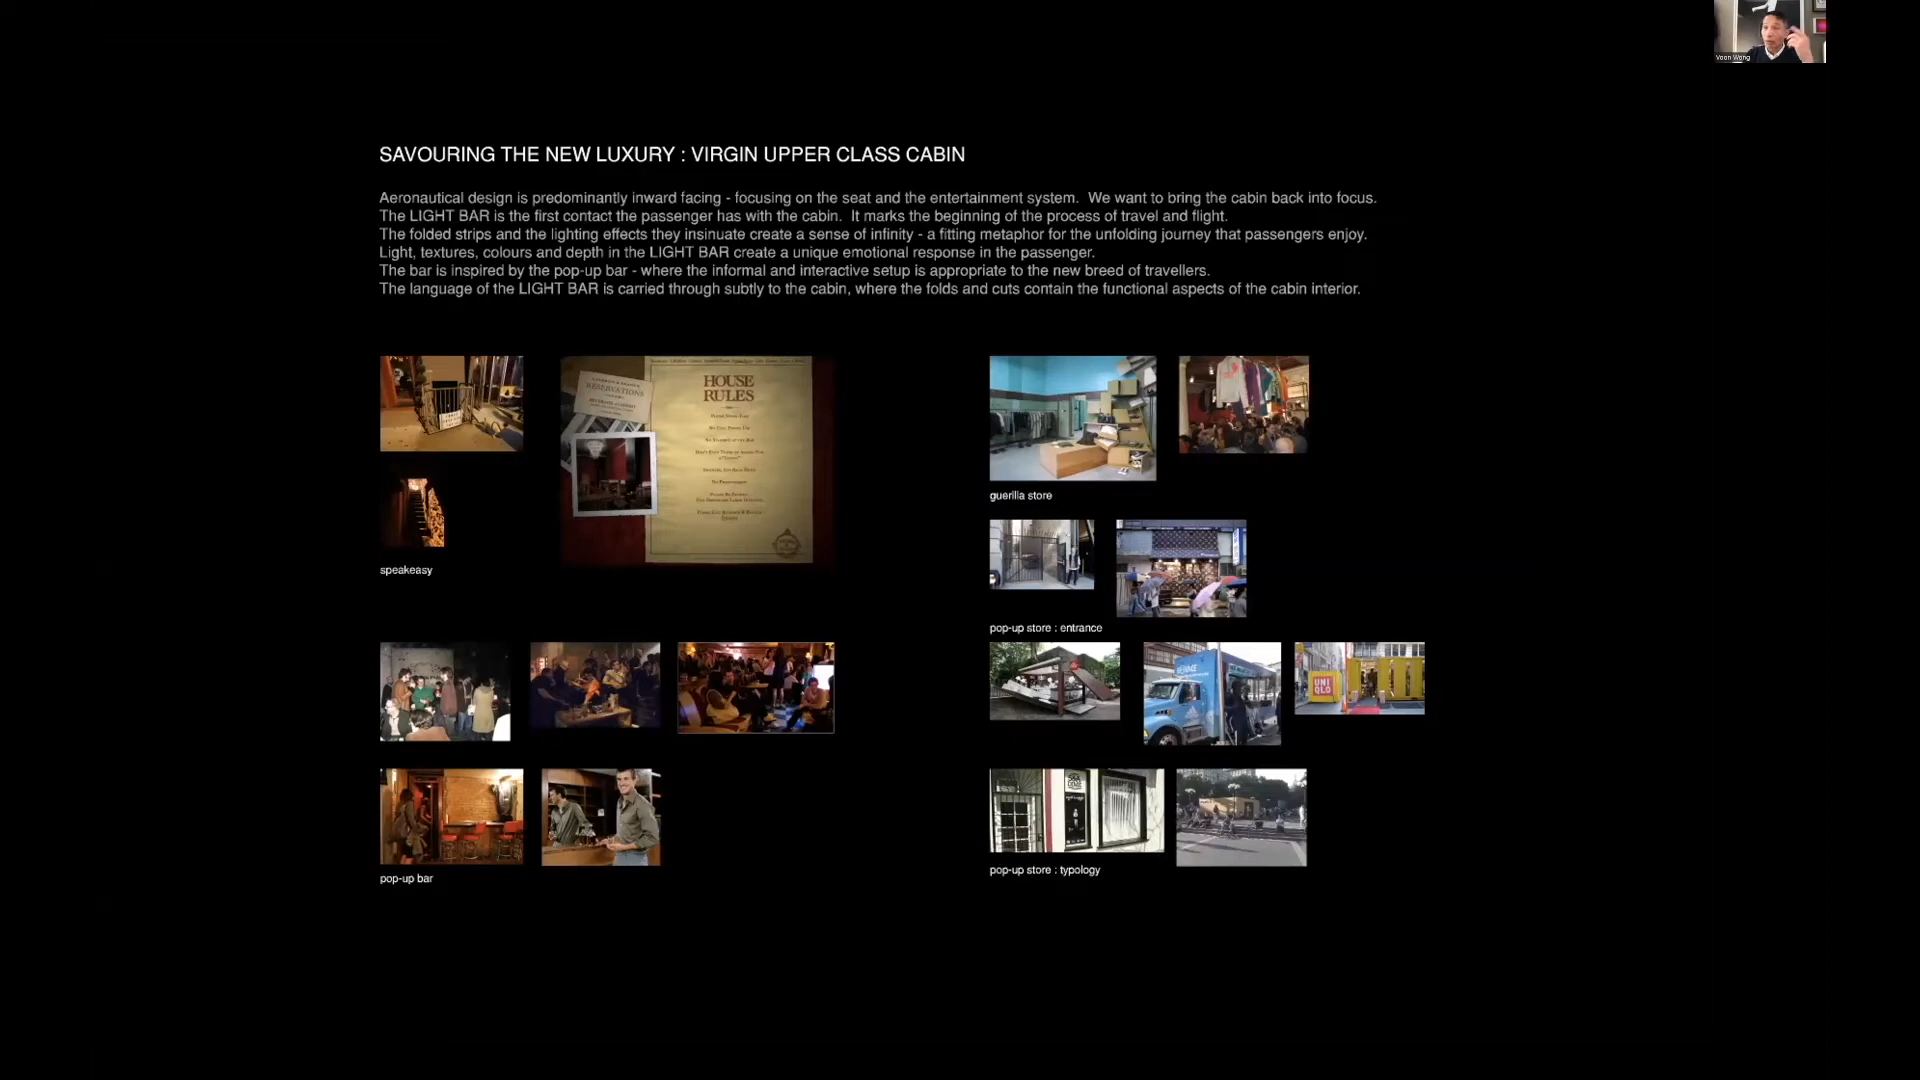 Voon Wong
SAVOURING THE NEW LUXURY : VIRGIN UPPER CLASS CABIN
Aeronautical design is predominantly inward facing - focusing on the seat and the entertainment system.  We want to bring the cabin back into focus.
The LIGHT BAR is the first contact the passenger has with the cabin.  It marks the beginning of the process of travel and flight.
The folded strips and the lighting effects they insinuate create a sense of infinity - a fitting metaphor for the unfolding journey that passengers enjoy.
Light, textures, colours and depth in the LIGHT BAR create a unique emotional response in the passenger.
The bar is inspired by the pop-up bar - where the informal and interactive setup is appropriate to the new breed of travellers.
The language of the LIGHT BAR is carried through subtly to the cabin, where the folds and cuts contain the functional aspects of the cabin interior.
RESERVATIONS
HOUSE
RULES
speakeasy
guerilla store
pop-up store : entrance
UNI
QLO
pop-up bar
pop-up store : typology